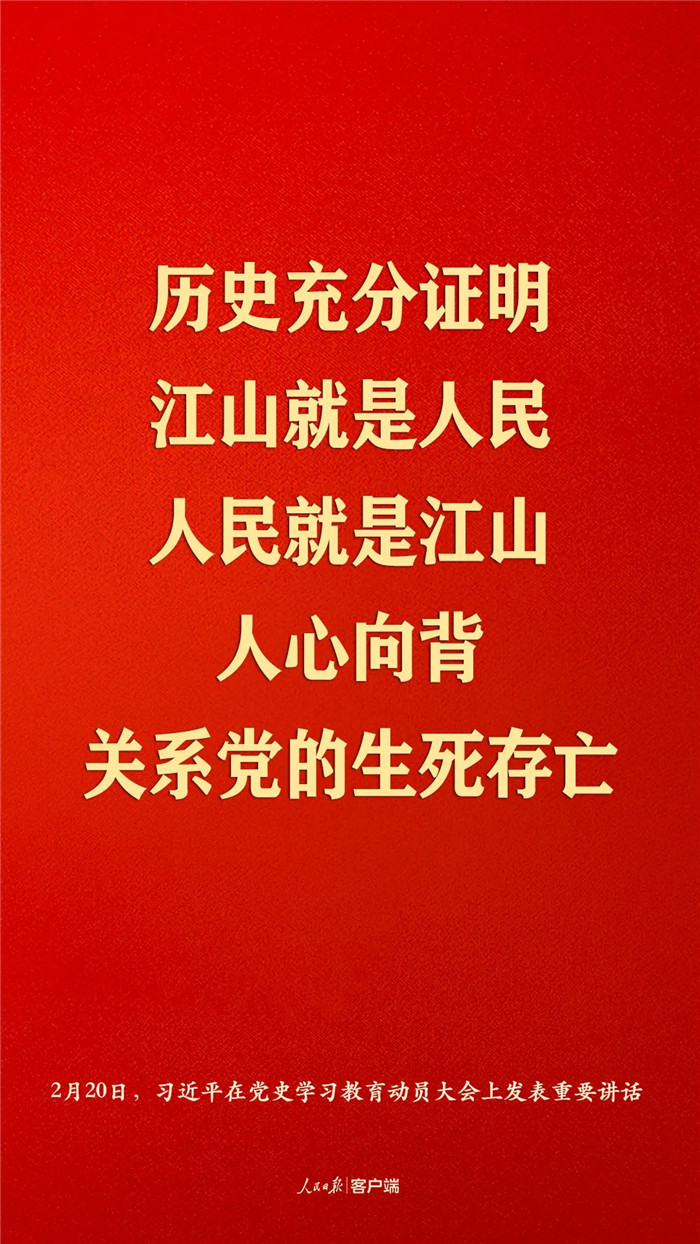 历史充分证明
江山就是人民
人民就是江山
人心向背
关系党的生死存亡
2月20日，习近平在党史学习教育动员大会上发表重要讲话
人民日报|客户端